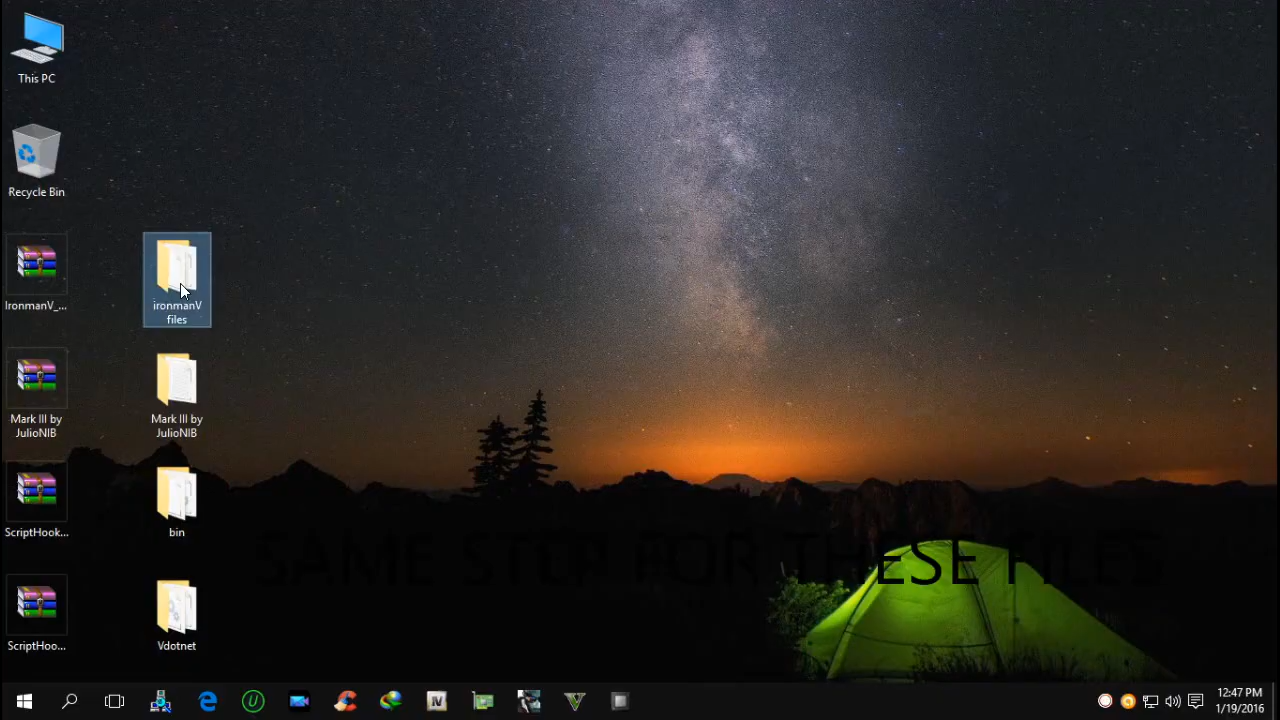 This PC
Recycle Bin
IronmanV_...
ironmanV
files
Mark III by
JulioNIB
Mark III by
JulioNIB
ScriptHook...
bin
SAME STEP FOR THESE FILES
ScriptHoo...
Vdotnet
12:47 PM
1/19/2016